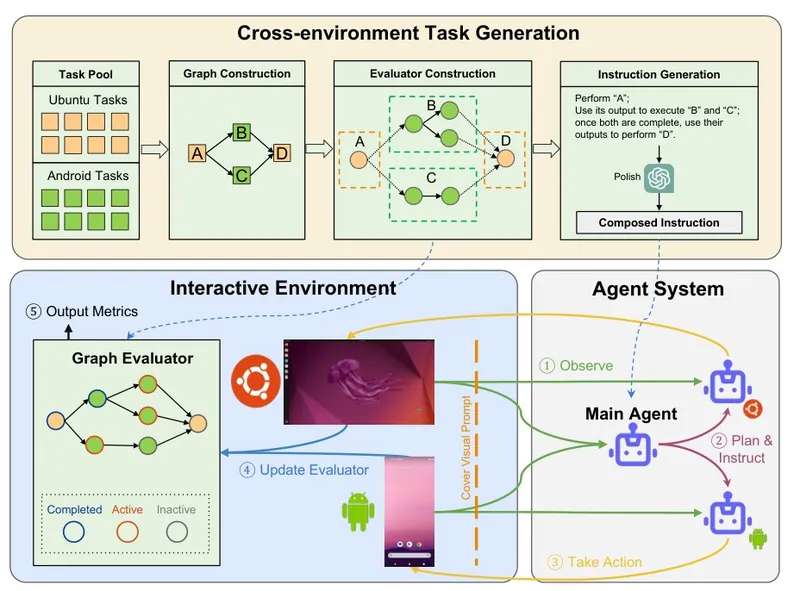 Cross-environment Task Generation
Task Pool
Ubuntu Tasks
Android Tasks
Graph Construction
A
B
C
D
Evaluator Construction
A
B
C
D
Instruction Generation
Perform “A”;
Use its output to execute “B” and “C”;
once both are complete, use their
outputs to perform “D”.
Polish
Composed Instruction
Interactive Environment
⑤ Output Metrics
Graph Evaluator
Completed
Active
Inactive
④ Update Evaluator
Cover Visual Prompt
Agent System
① Observe
Main Agent
② Plan &
Instruct
③ Take Action